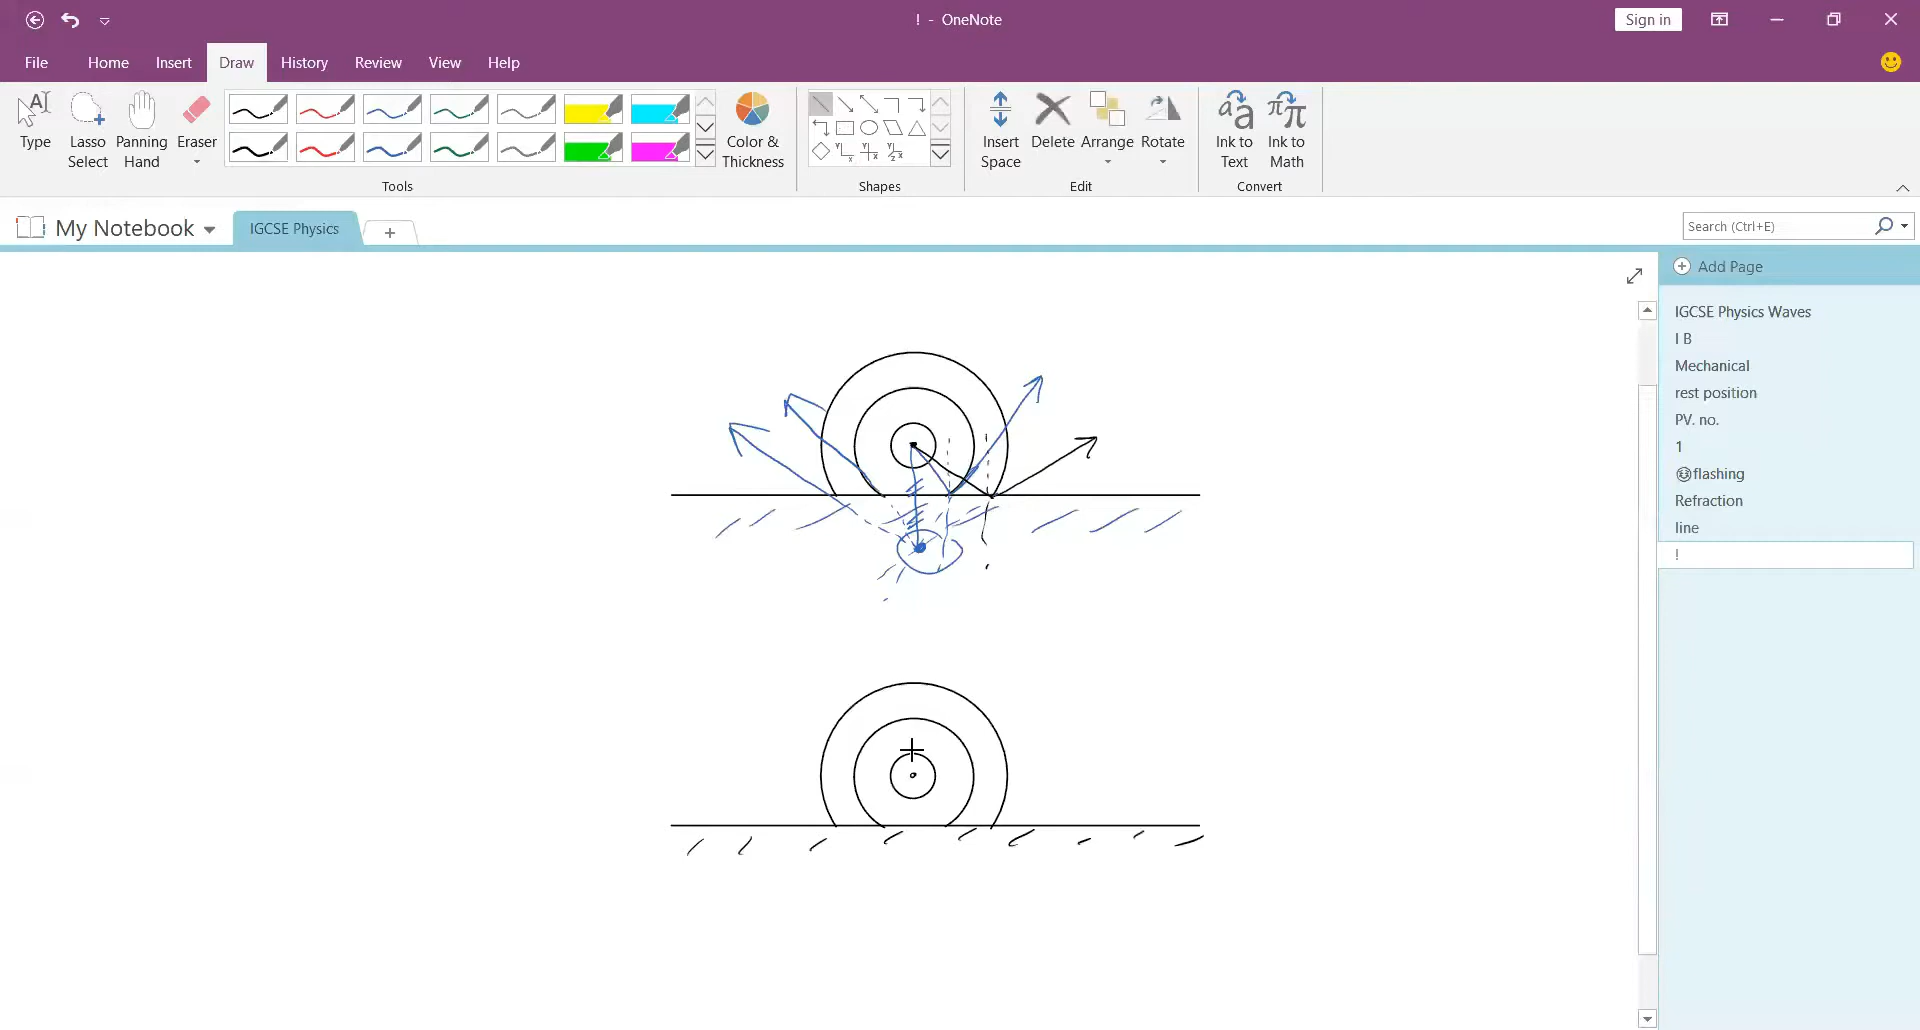 ! - OneNote
Sign in
File Home Insert Draw History Review View Help
Type
Lasso Select
Panning Hand
Eraser
Color & Thickness
Insert Space
Delete
Arrange
Rotate
Ink to Text
Ink to Math
Tools
Shapes
Edit
Convert
My Notebook
IGCSE Physics
Search (Ctrl+E)
Add Page
IGCSE Physics Waves
I B
Mechanical
rest position
PV. no.
1
flashing
Refraction
line
!